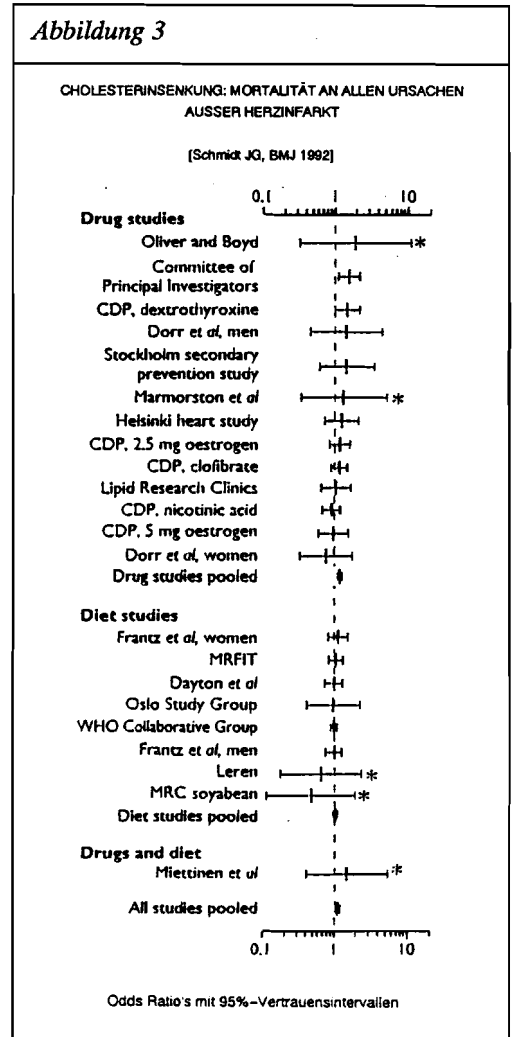 Abbildung 3
CHOLESTERINSENKUNG: MORTALITÄT AN ALLEN URSACHEN
AUSSER HERZINFARKT
[Schmidt JG, BMJ 1992]
0.1 1 10
Drug studies
Oliver and Boyd *
Committee of
Principal Investigators
CDP, dextrothyroxine
Dorr et al, men
Stockholm secondary
prevention study
Marmorston et al *
Helsinki heart study
CDP, 2.5 mg oestrogen
CDP, clofibrate
Lipid Research Clinics
CDP, nicotinic acid
CDP, 5 mg oestrogen
Dorr et al, women
Drug studies pooled
Diet studies
Frantz et al, women
MRFIT
Dayton et al
Oslo Study Group
WHO Collaborative Group
Frantz et al, men
Leren *
MRC soyabean *
Diet studies pooled
Drugs and diet
Miettinen et al *
All studies pooled
0.1 1 10
Odds Ratio's mit 95%-Vertrauensintervallen